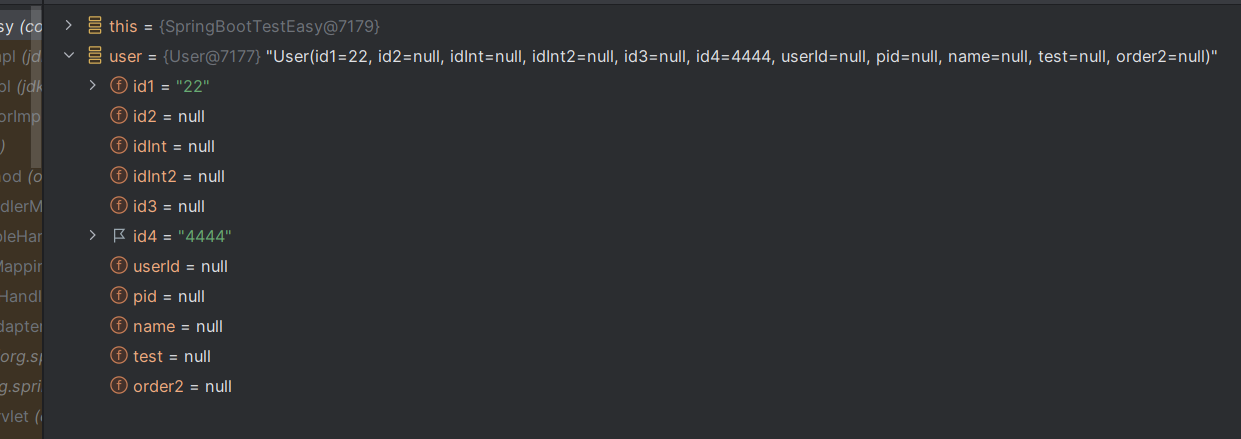 sy (co
this = {SpringBootTestEasy@7179}
mpl (jdk
user = {User@7177} "User(id1=22, id2=null, idInt=null, idInt2=null, id3=null, id4=4444, userId=null, pid=null, name=null, test=null, order2=null)"
pl (jdk
id1 = "22"
orImp
id2 = null
)
idInt = null
nod (o
idInt2 = null
ndlerM
id3 = null
bleHan
id4 = "4444"
Mappin
userId = null
Handl
pid = null
dapter
name = null
org.sp
test = null
g.sprin
order2 = null
rvlet (